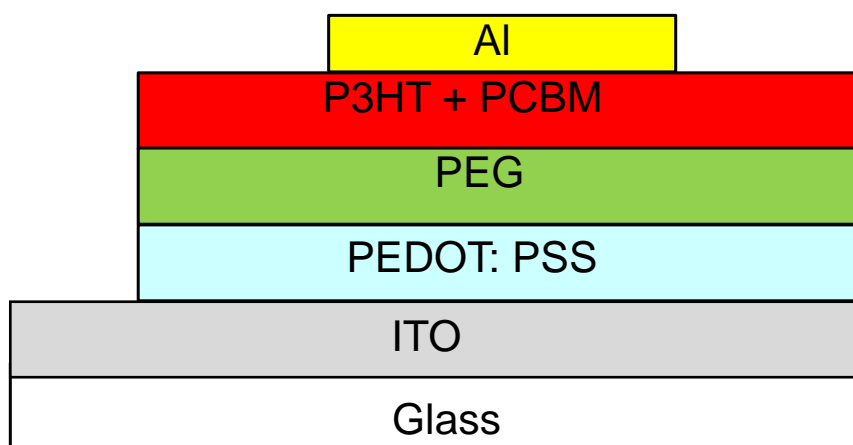 Al
P3HT + PCBM
PEG
PEDOT: PSS
ITO
Glass